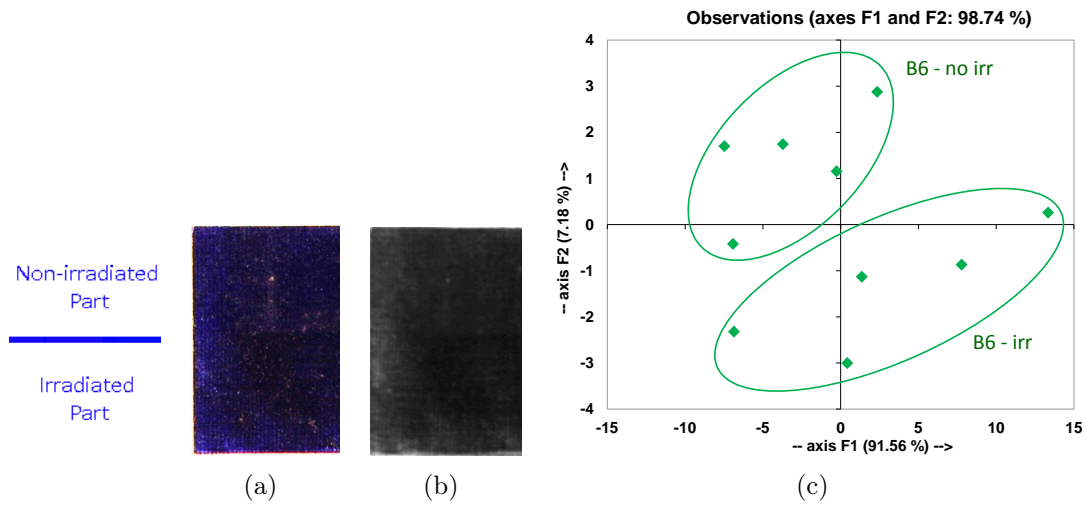 Observations (axes F1 and F2: 98.74 %)
Non-irradiated
Part
Irradiated
Part
(a)
(b)
-- axis F2 (7.18 %) -->
4
3
2
1
0
-1
-2
-3
-4
B6 - no irr
B6 - irr
-15
-10
-5
0
5
10
15
-- axis F1 (91.56 %) -->
(c)